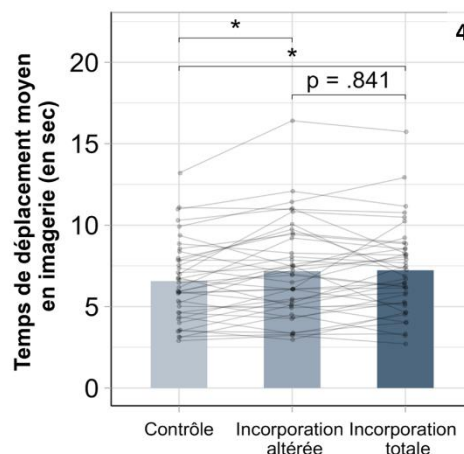 4
*
*
p = .841
Temps de déplacement moyen
en imagerie (en sec)
20
15
10
5
0
Contrôle
Incorporation
altérée
Incorporation
totale